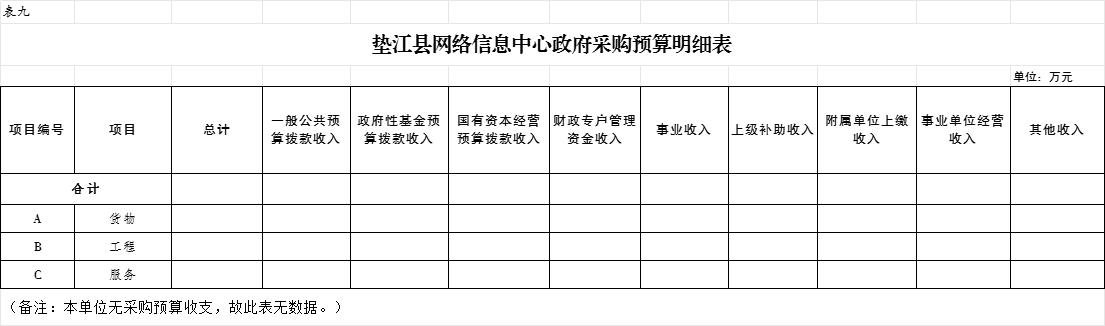 表九
垫江县网络信息中心政府采购预算明细表
单位：万元
项目编号 项目 总计 一般公共预算拨款收入 政府性基金预算拨款收入 国有资本经营预算拨款收入 财政专户管理资金收入 事业收入 上级补助收入 附属单位上缴收入 事业单位经营收入 其他收入
合计
A 货物
B 工程
C 服务
（备注：本单位无采购预算收支，故此表无数据。）